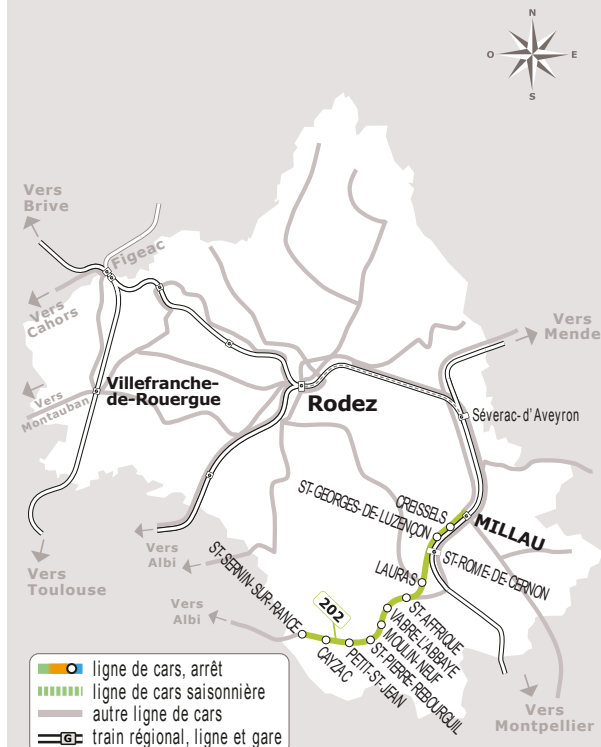 N
O
E
S
Vers
Brive
Figeac
Vers
Cahors
Vers
Mende
Vers
Montauban
Villefranche-
de-Rouergue
Rodez
Séverac-d'Aveyron
CREISSELS
ST-GEORGES-DE-LUZENÇON
MILLAU
ST-ROME-DE-CERNON
LAURAS
Vers
Albi
Vers
Toulouse
ST-SERNIN-SUR-RANCE
ST-AFFRIQUE
VABRE L'ABBAYE
MOULIN-NEUF
ST-PIERRE-REBOURGUIL
Vers
Albi
202
CAYZAC
PETIT-ST-JEAN
Vers
Montpellier
ligne de cars, arrêt
ligne de cars saisonnière
autre ligne de cars
G
train régional, ligne et gare